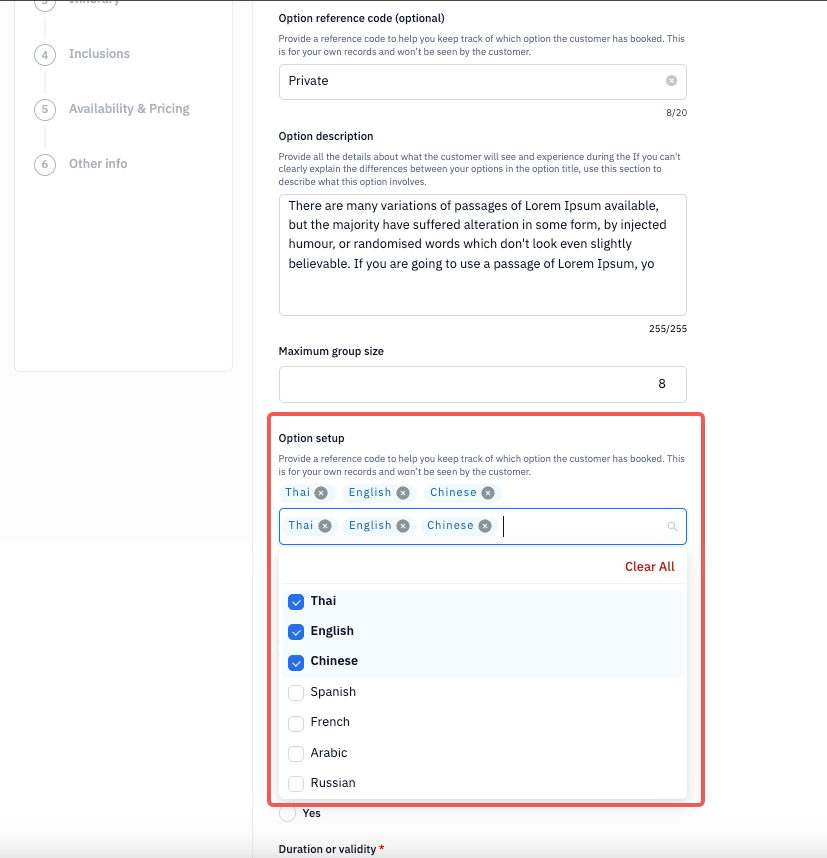 3 Itinerary
4 Inclusions
5 Availability & Pricing
6 Other info
Option reference code (optional)
Provide a reference code to help you keep track of which option the customer has booked. This
is for your own records and won't be seen by the customer.
Private
8/20
Option description
Provide all the details about what the customer will see and experience during the If you can't
clearly explain the differences between your options in the option title, use this section to
describe what this option involves.
There are many variations of passages of Lorem Ipsum available,
but the majority have suffered alteration in some form, by injected
humour, or randomised words which don't look even slightly
believable. If you are going to use a passage of Lorem Ipsum, yo
255/255
Maximum group size
8
Option setup
Provide a reference code to help you keep track of which option the customer has booked. This
is for your own records and won't be seen by the customer.
Thai English Chinese
Thai English Chinese
Clear All
Thai
English
Chinese
Spanish
French
Arabic
Russian
Yes
Duration or validity *